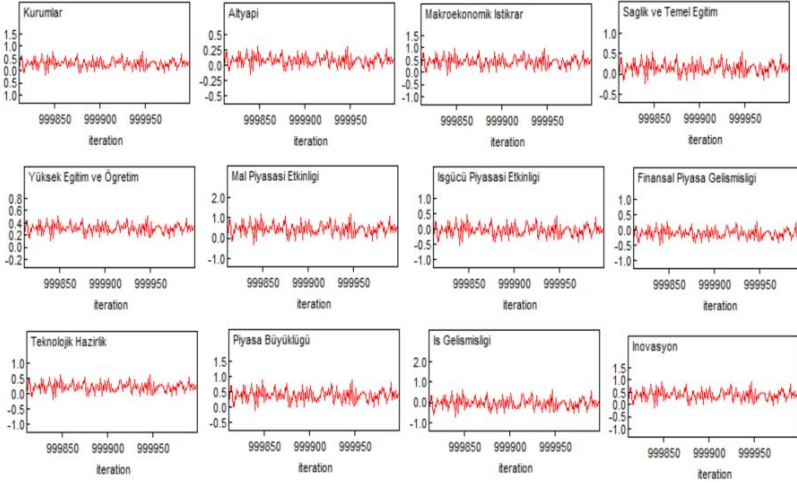 Kurumlar
1.5
1.0
0.5
0.0
0.5
1.0
999850 999900 999950
iteration
Altyapi
0.5
0.25
0.0
-0.25
-0.5
999850 999900 999950
iteration
Makroekonomik Istikrar
1.5
1.0
0.5
0.0
-0.5
-1.0
999850 999900 999950
iteration
Saglik ve Temel Egitim
1.0
0.5
0.0
-0.5
999850 999900 999950
iteration
Yüksek Egitim ve Ögretim
0.8
0.6
0.4
0.2
0.0
-0.2
999850 999900 999950
iteration
Mal Piyasasi Etkinligi
2.0
1.0
0.0
-1.0
999850 999900 999950
iteration
Isgücü Piyasasi Etkinligi
1.0
0.5
0.0
-0.5
-1.0
999850 999900 999950
iteration
Finansal Piyasa Gelismisligi
1.0
0.5
0.0
-0.5
-1.0
999850 999900 999950
iteration
Teknolojik Hazirlik
1.0
0.5
0.0
-0.5
-1.0
999850 999900 999950
iteration
Piyasa Büyüklügü
1.5
1.0
0.5
0.0
-0.5
999850 999900 999950
iteration
Is Gelismisligi
2.0
1.0
0.0
-1.0
999850 999900 999950
iteration
Inovasyon
1.5
1.0
0.5
0.0
-0.5
-1.0
999850 999900 999950
iteration